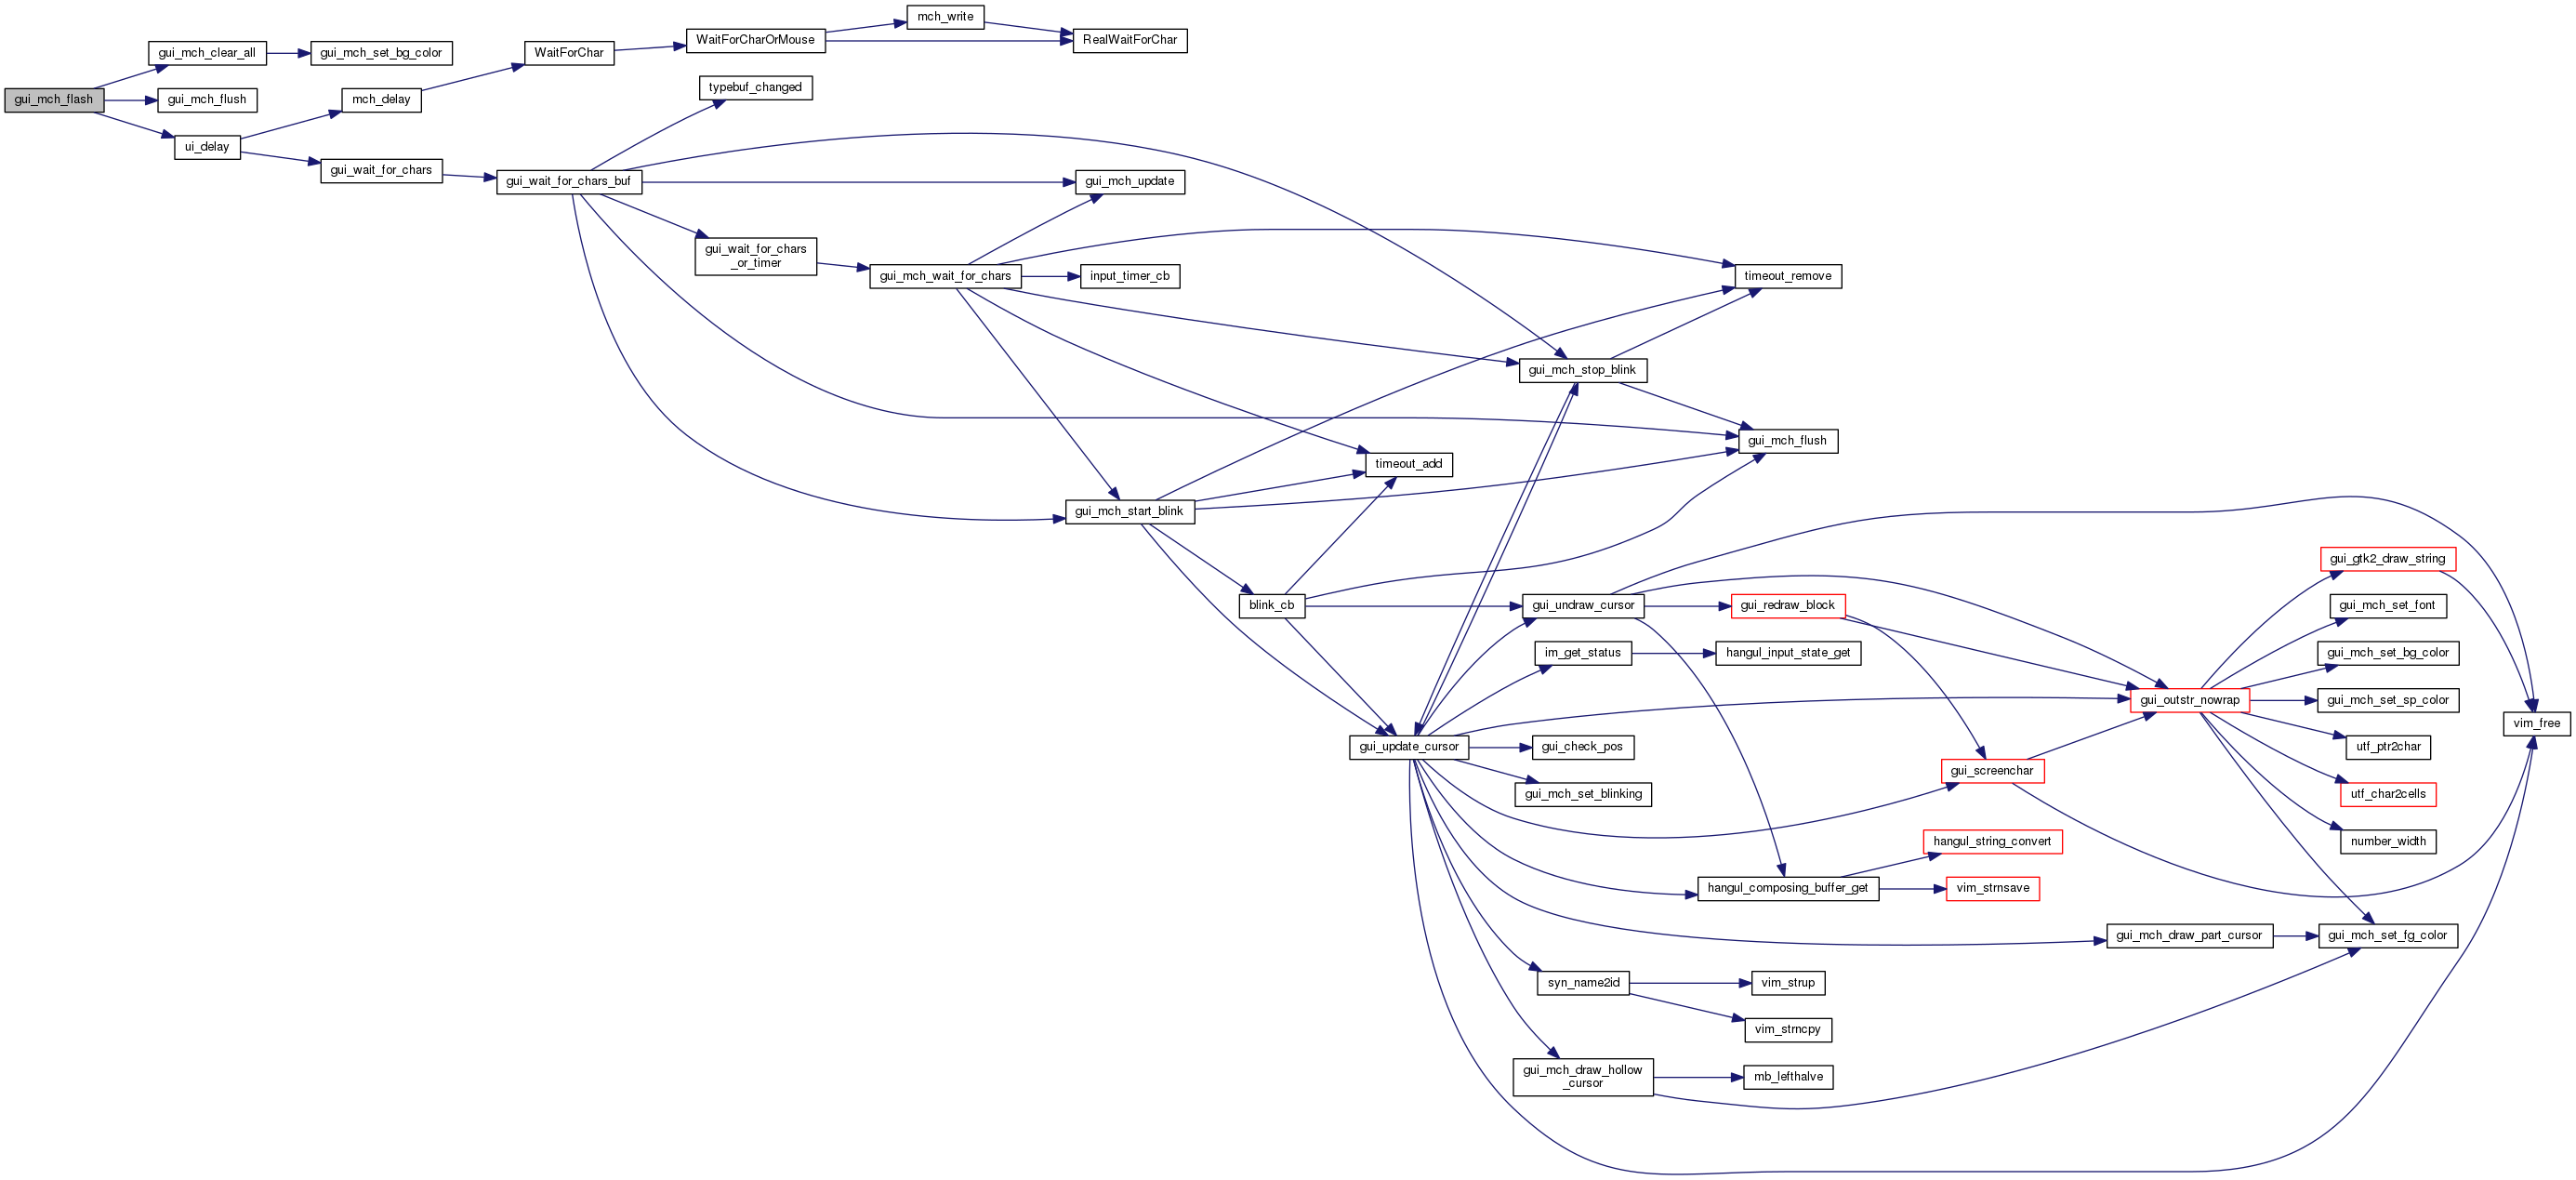 mch_write
gui_mch_clear_all
gui_mch_set_bg_color
WaitForChar
WaitForCharOrMouse
RealWaitForChar
typebuf_changed
gui_mch_flash
gui_mch_flush
mch_delay
ui_delay
gui_wait_for_chars
gui_wait_for_chars_buf
gui_mch_update
gui_wait_for_chars
_or_timer
gui_mch_wait_for_chars
input_timer_cb
timeout_remove
gui_mch_stop_blink
gui_mch_flush
timeout_add
gui_mch_start_blink
gui_gtk2_draw_string
blink_cb
gui_undraw_cursor
gui_redraw_block
gui_mch_set_font
im_get_status
hangul_input_state_get
gui_mch_set_bg_color
gui_outstr_nowrap
gui_mch_set_sp_color
vim_free
gui_update_cursor
gui_check_pos
utf_ptr2char
gui_screenchar
gui_mch_set_blinking
utf_char2cells
hangul_string_convert
number_width
hangul_composing_buffer_get
vim_strnsave
gui_mch_draw_part_cursor
gui_mch_set_fg_color
syn_name2id
vim_strup
vim_strncpy
gui_mch_draw_hollow
_cursor
mb_lefthalve